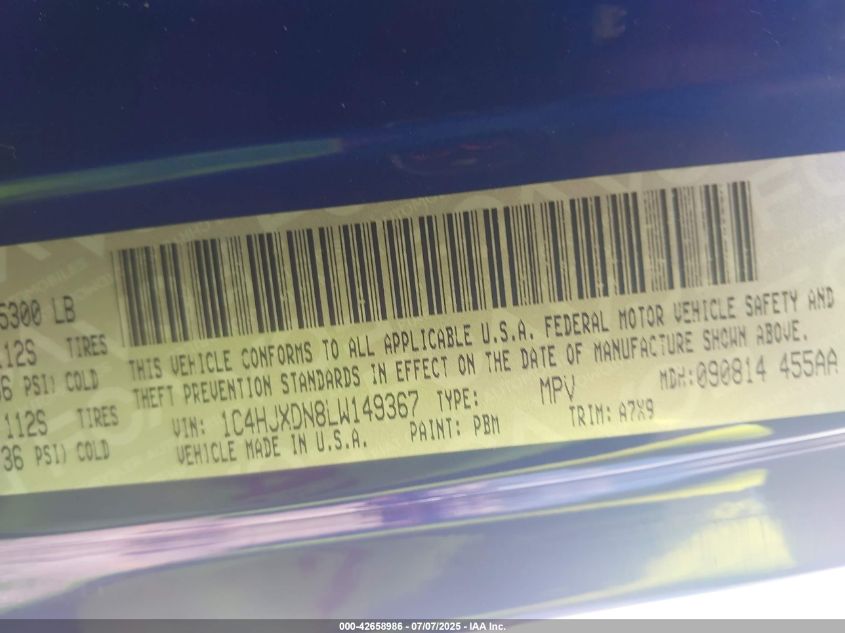 5300 LB
112S TIRES
36 PSI) COLD
112S TIRES
36 PSI) COLD
THIS VEHICLE CONFORMS TO ALL APPLICABLE U.S.A. FEDERAL MOTOR VEHICLE SAFETY AND
THEFT PREVENTION STANDARDS IN EFFECT ON THE DATE OF MANUFACTURE SHOWN ABOVE.
VIN: 1C4HJXDN8LW149367 TYPE: MPV MDH:090814 455AA
VEHICLE MADE IN U.S.A. PAINT: PBM TRIM: A7X9
000-42658986 - 07/07/2025 - IAA Inc.